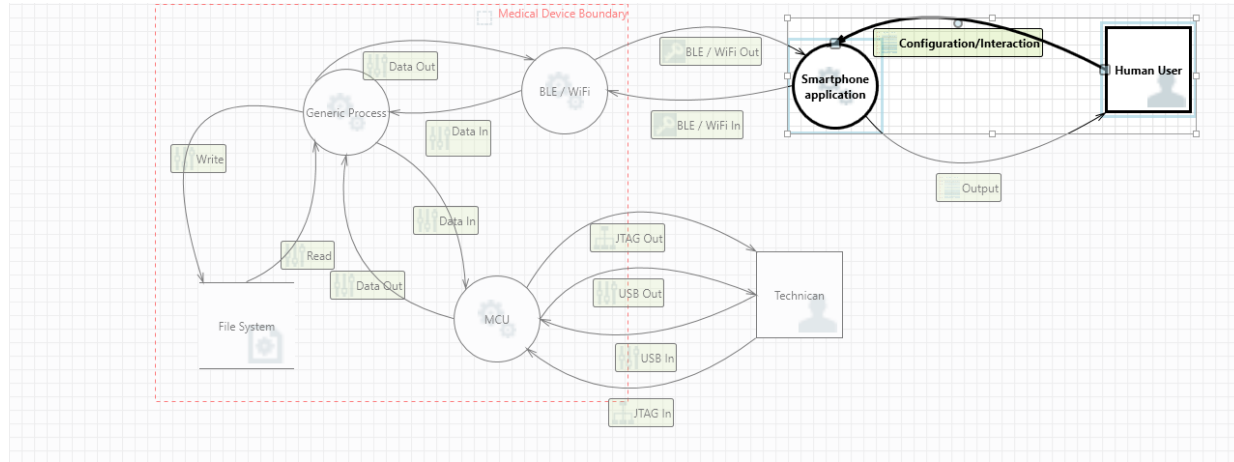 Medical Device Boundary
Configuration/Interaction
BLE / WiFi Out
Data Out
Human User
Smartphone
application
BLE / WiFi
Generic Process
BLE / WiFi In
Data In
Write
Output
Data In
JTAG Out
Read
Data Out
USB Out
Technican
MCU
File System
USB In
JTAG In